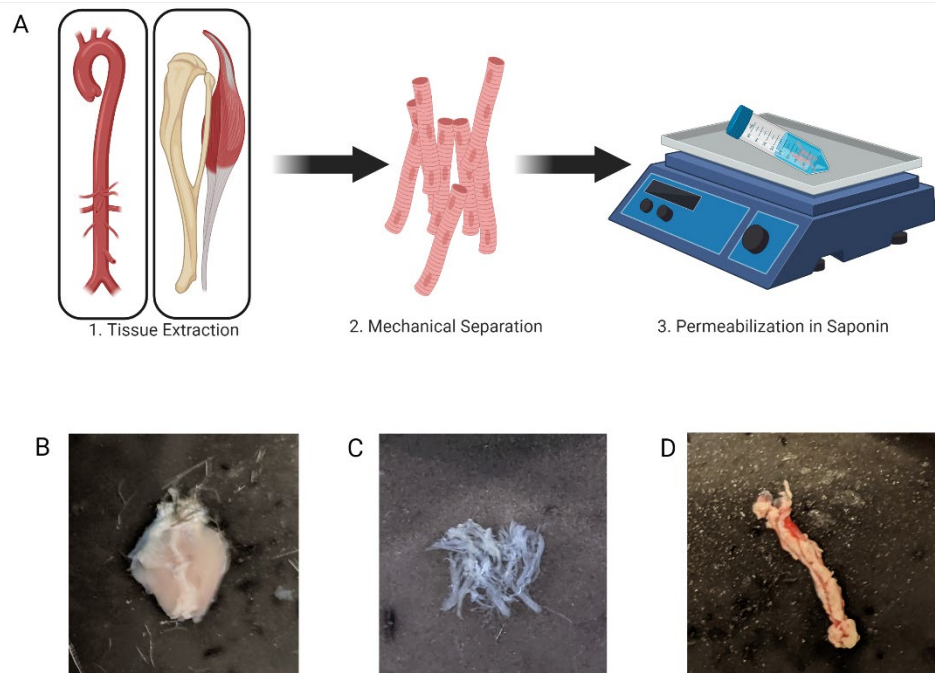 A
1. Tissue Extraction
2. Mechanical Separation
3. Permeabilization in Saponin
B
C
D